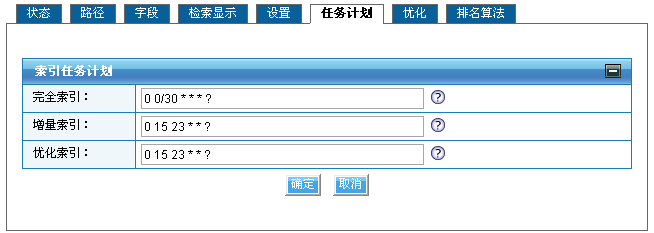 状态 路径 字段 检索显示 设置 任务计划 优化 排名算法
索引任务计划
完全索引： 0 0/30 * * * ? ?
增量索引： 0 15 23 * * ? ?
优化索引： 0 15 23 * * ? ?
确定 取消